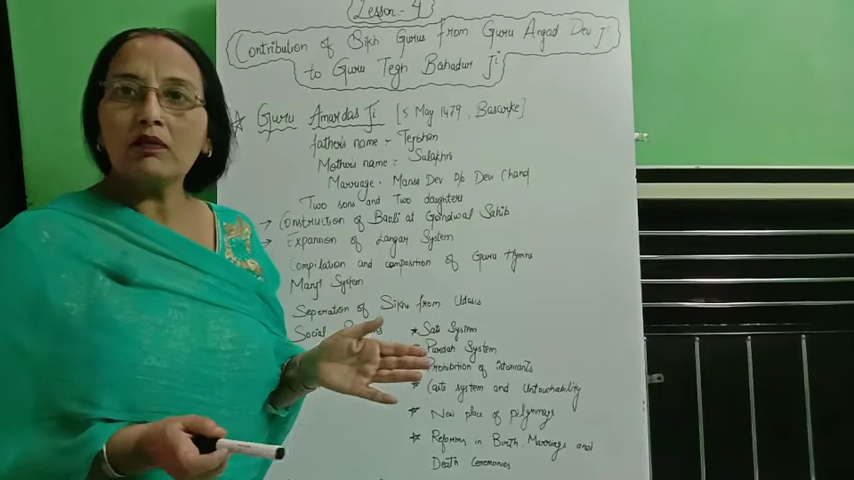 Lesson - 4
Contribution of Sikh Gurus from Guru Angad Dev Ji
to Guru Tegh Bahadur Ji
* Guru Amardas Ji [5 May 1479, Basarke]
Father's name - Tejbhan
Mother's name - Sulakhni
Marriage - Mansa Devi D/o Devi Chand
Two sons and Two daughters
→ Construction of Baoli at Goindwal Sahib
→ Expansion of Langar System
Compilation and composition of Guru Hymns
Manji System
Seperation of Sikhs from Udasis
Social
* Sati System
Pardah System
Prohibition of intoxicants
* Caste system and Untouchability
* New place of pilgrimage
* Reforms in Birth, Marriage and
Death Ceremonies